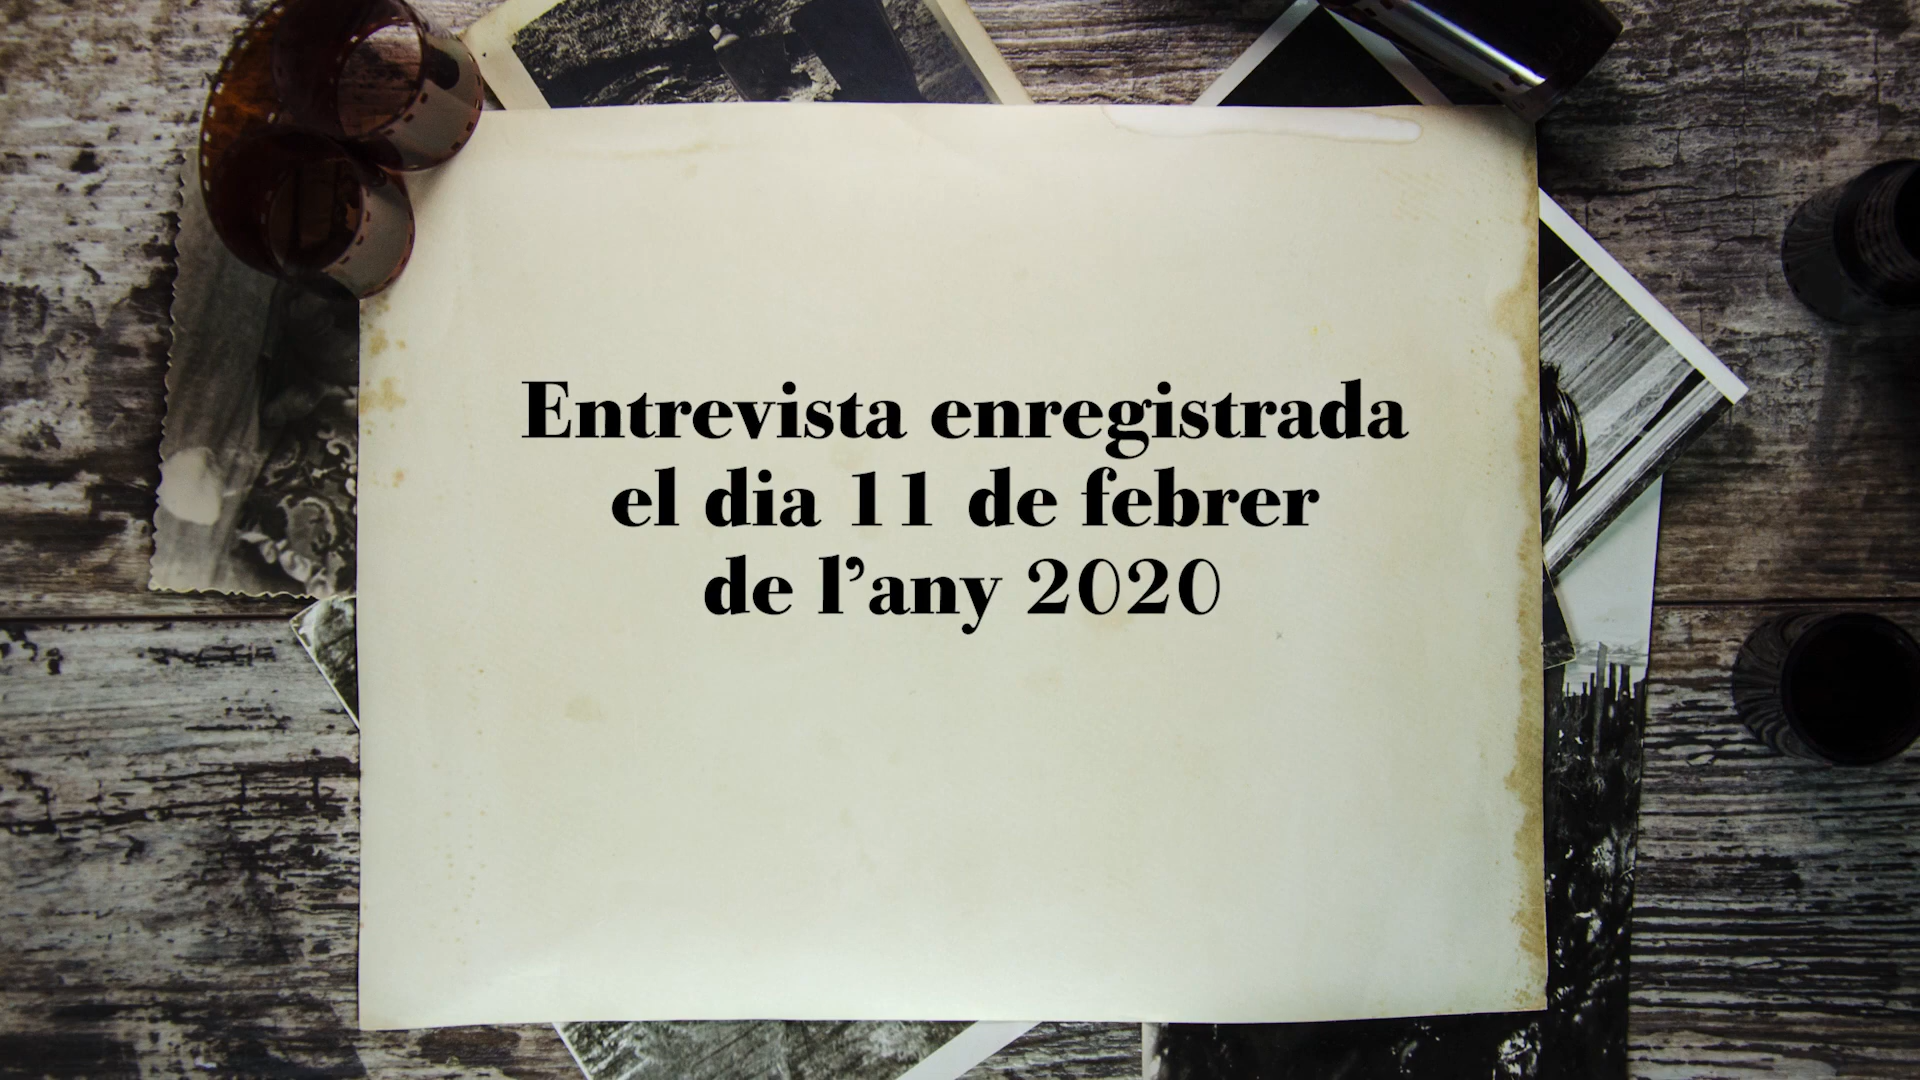 Entrevista enregistrada
el dia 11 de febrer
de l’any 2020